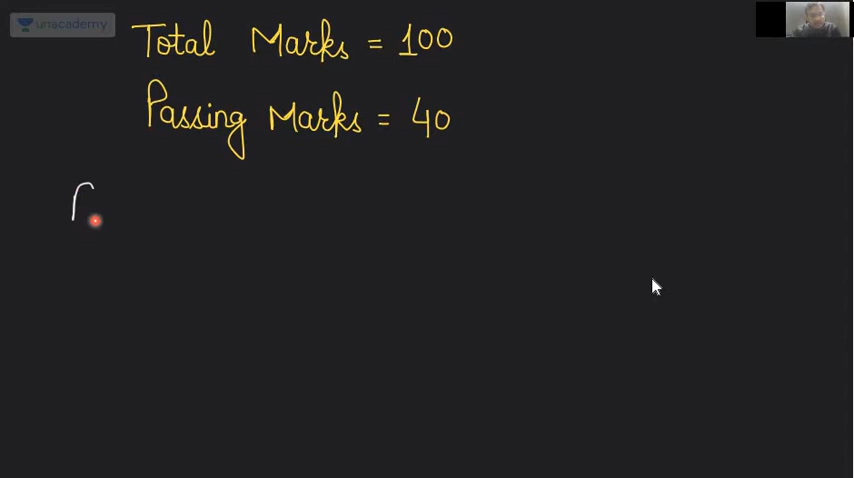 unacademy
Total Marks = 100
Passing Marks = 40